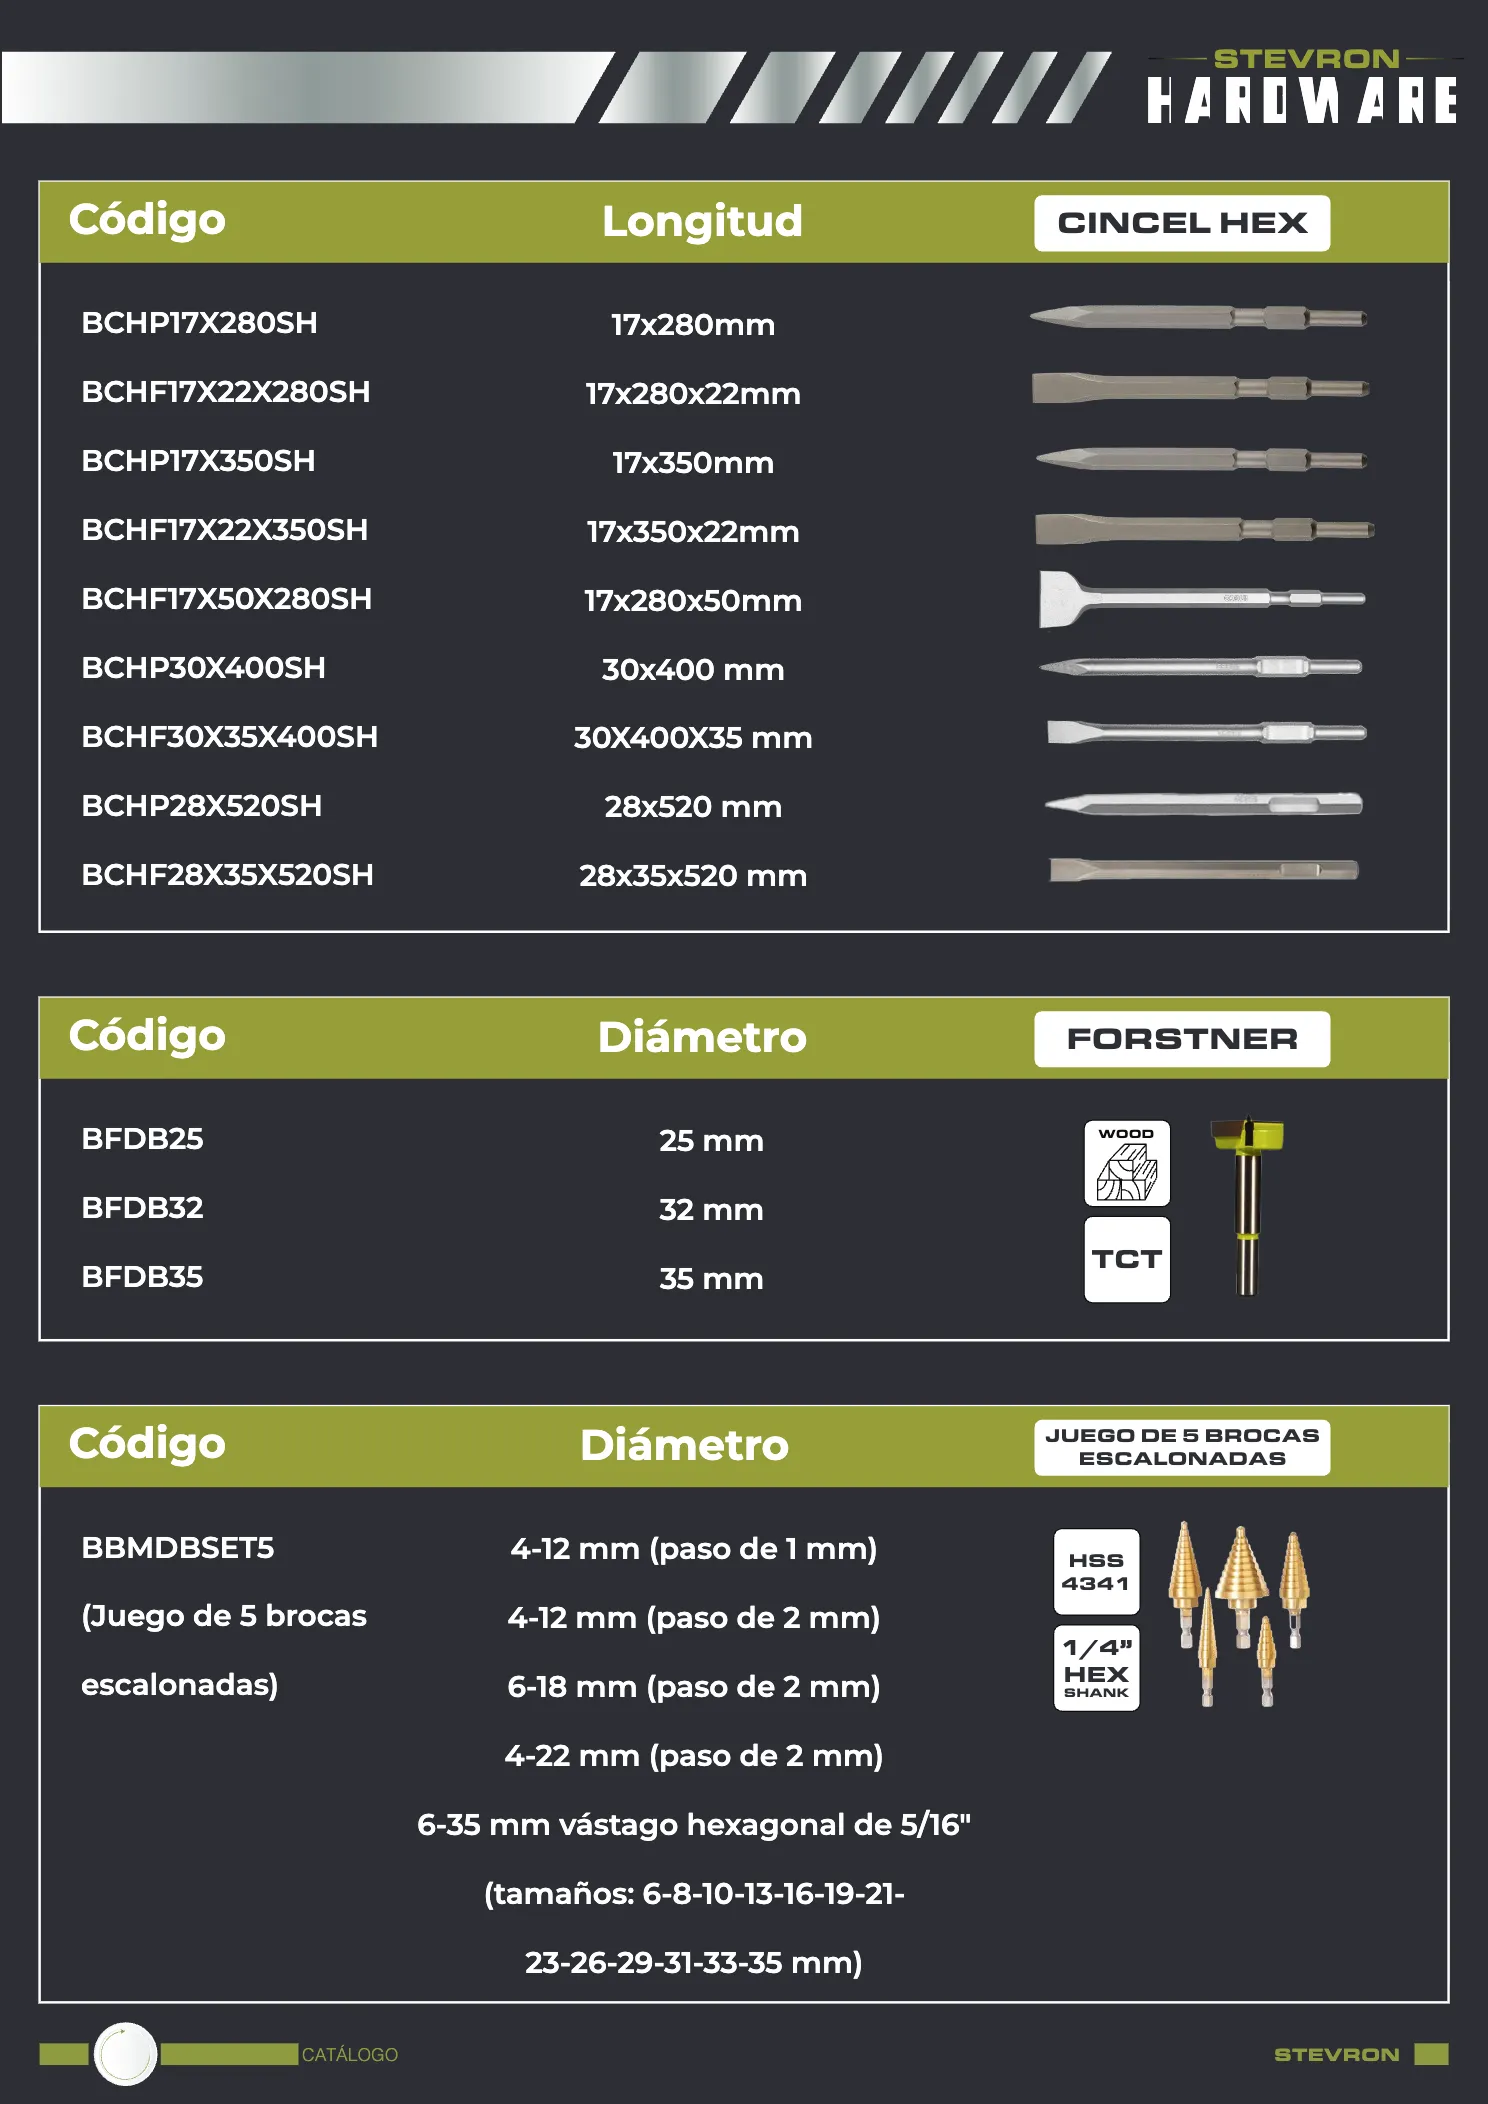 STEVRON
HARDWARE
Código Longitud CINCEL HEX
BCHP17X280SH 17x280mm
BCHF17X22X280SH 17x280x22mm
BCHP17X350SH 17x350mm
BCHF17X22X350SH 17x350x22mm
BCHF17X50X280SH 17x280x50mm
BCHP30X400SH 30x400 mm
BCHF30X35X400SH 30X400X35 mm
BCHP28X520SH 28x520 mm
BCHF28X35X520SH 28x35x520 mm
Código Diámetro FORSTNER
BFDB25 25 mm
BFDB32 32 mm
BFDB35 35 mm
WOOD
TCT
Código Diámetro JUEGO DE 5 BROCAS
ESCALONADAS
BBMDBSET5 4-12 mm (paso de 1 mm)
(Juego de 5 brocas 4-12 mm (paso de 2 mm)
escalonadas) 6-18 mm (paso de 2 mm)
4-22 mm (paso de 2 mm)
6-35 mm vástago hexagonal de 5/16"
(tamaños: 6-8-10-13-16-19-21-
23-26-29-31-33-35 mm)
HSS
4341
1/4”
HEX
SHANK
CATÁLOGO
STEVRON